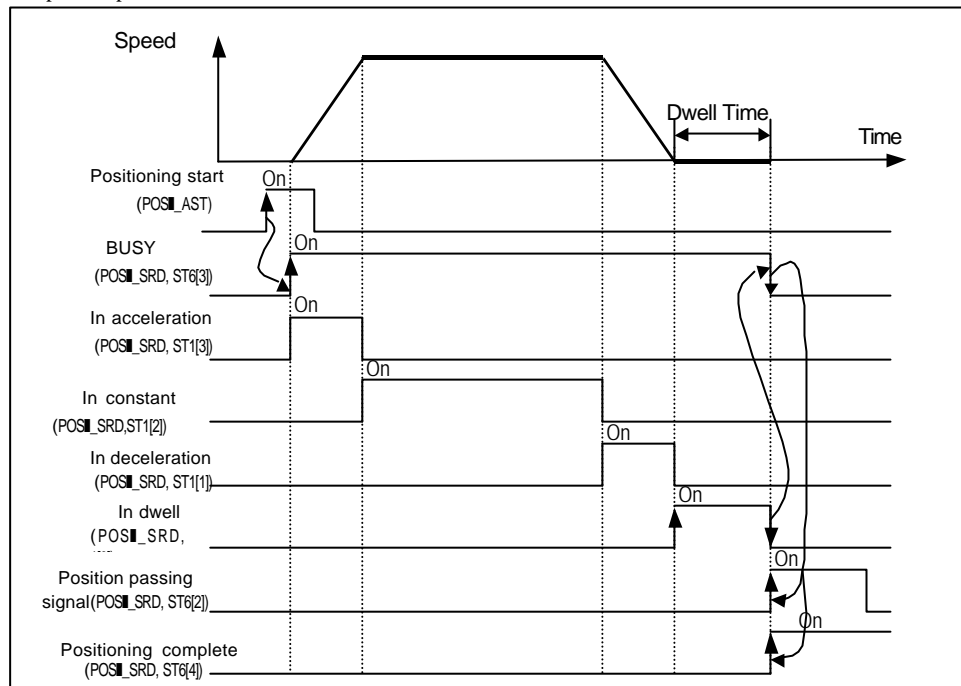 Speed
Dwell Time
Time
Positioning start
On
(POS▮_AST)
BUSY
On
(POS▮_SRD, ST6[3])
On
In acceleration
(POS▮_SRD, ST1[3])
On
In constant
(POS▮_SRD,ST1[2])
On
In deceleration
(POS▮_SRD, ST1[1])
On
In dwell
(POS▮_SRD,
On
Position passing
signal(POS▮_SRD, ST6[2])
On
Positioning complete
(POS▮_SRD, ST6[4])